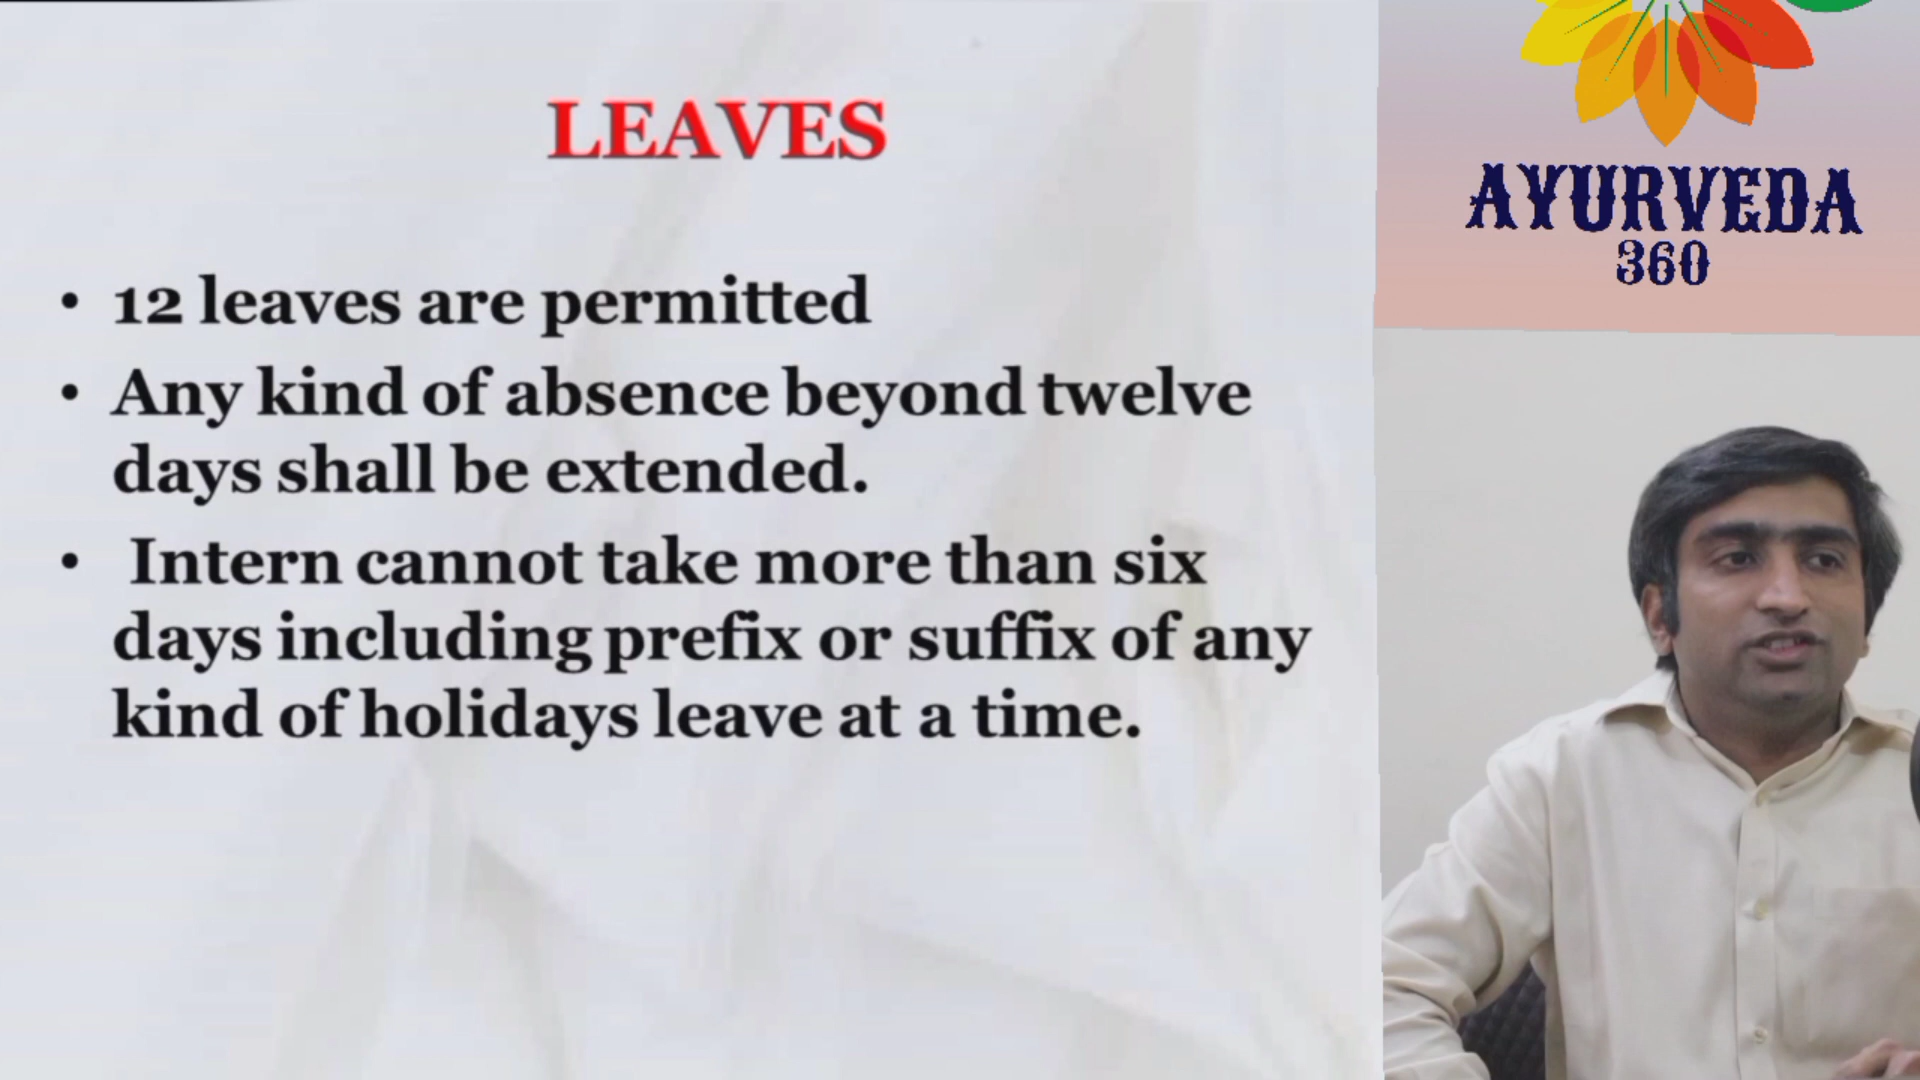 LEAVES
• 12 leaves are permitted
• Any kind of absence beyond twelve
days shall be extended.
• Intern cannot take more than six
days including prefix or suffix of any
kind of holidays leave at a time.
AYURVEDA
360